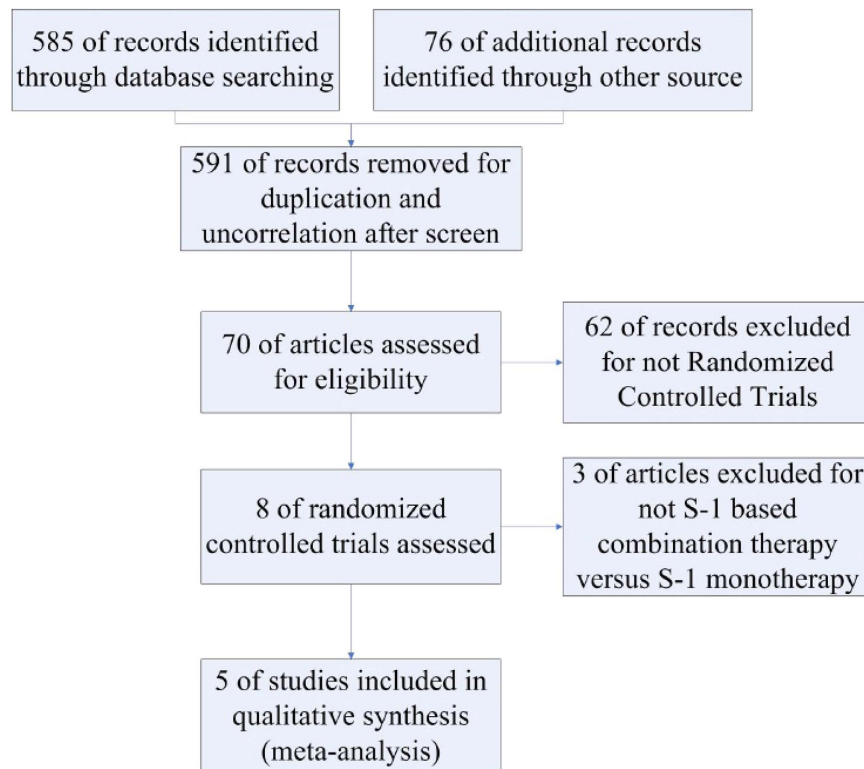 585 of records identified
through database searching
76 of additional records
identified through other source
591 of records removed for
duplication and
uncorrelation after screen
70 of articles assessed
for eligibility
62 of records excluded
for not Randomized
Controlled Trials
8 of randomized
controlled trials assessed
3 of articles excluded for
not S-1 based
combination therapy
versus S-1 monotherapy
5 of studies included in
qualitative synthesis
(meta-analysis)